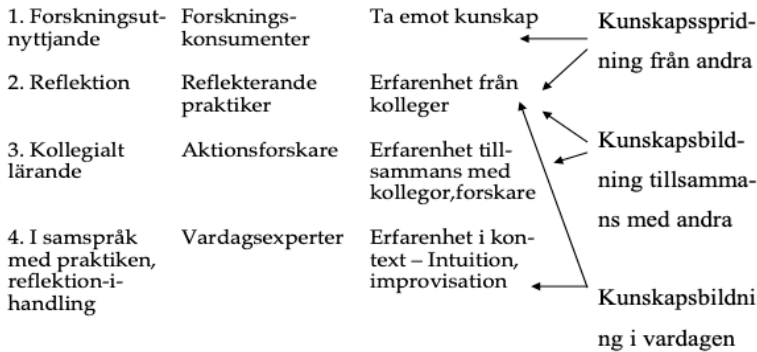 1. Forskningsut-
nyttjande
Forsknings-
konsumenter
Ta emot kunskap
2. Reflektion
Reflekterande
praktiker
Erfarenhet från
kolleger
3. Kollegialt
lärande
Aktionsforskare
Erfarenhet till-
sammans med
kollegor,forskare
4. I samspråk
med praktiken,
reflektion-i-
handling
Vardagsexperter
Erfarenhet i kon-
text – Intuition,
improvisation
Kunskapssprid-
ning från andra
Kunskapsbild-
ning tillsamma-
ns med andra
Kunskapsbildni
ng i vardagen